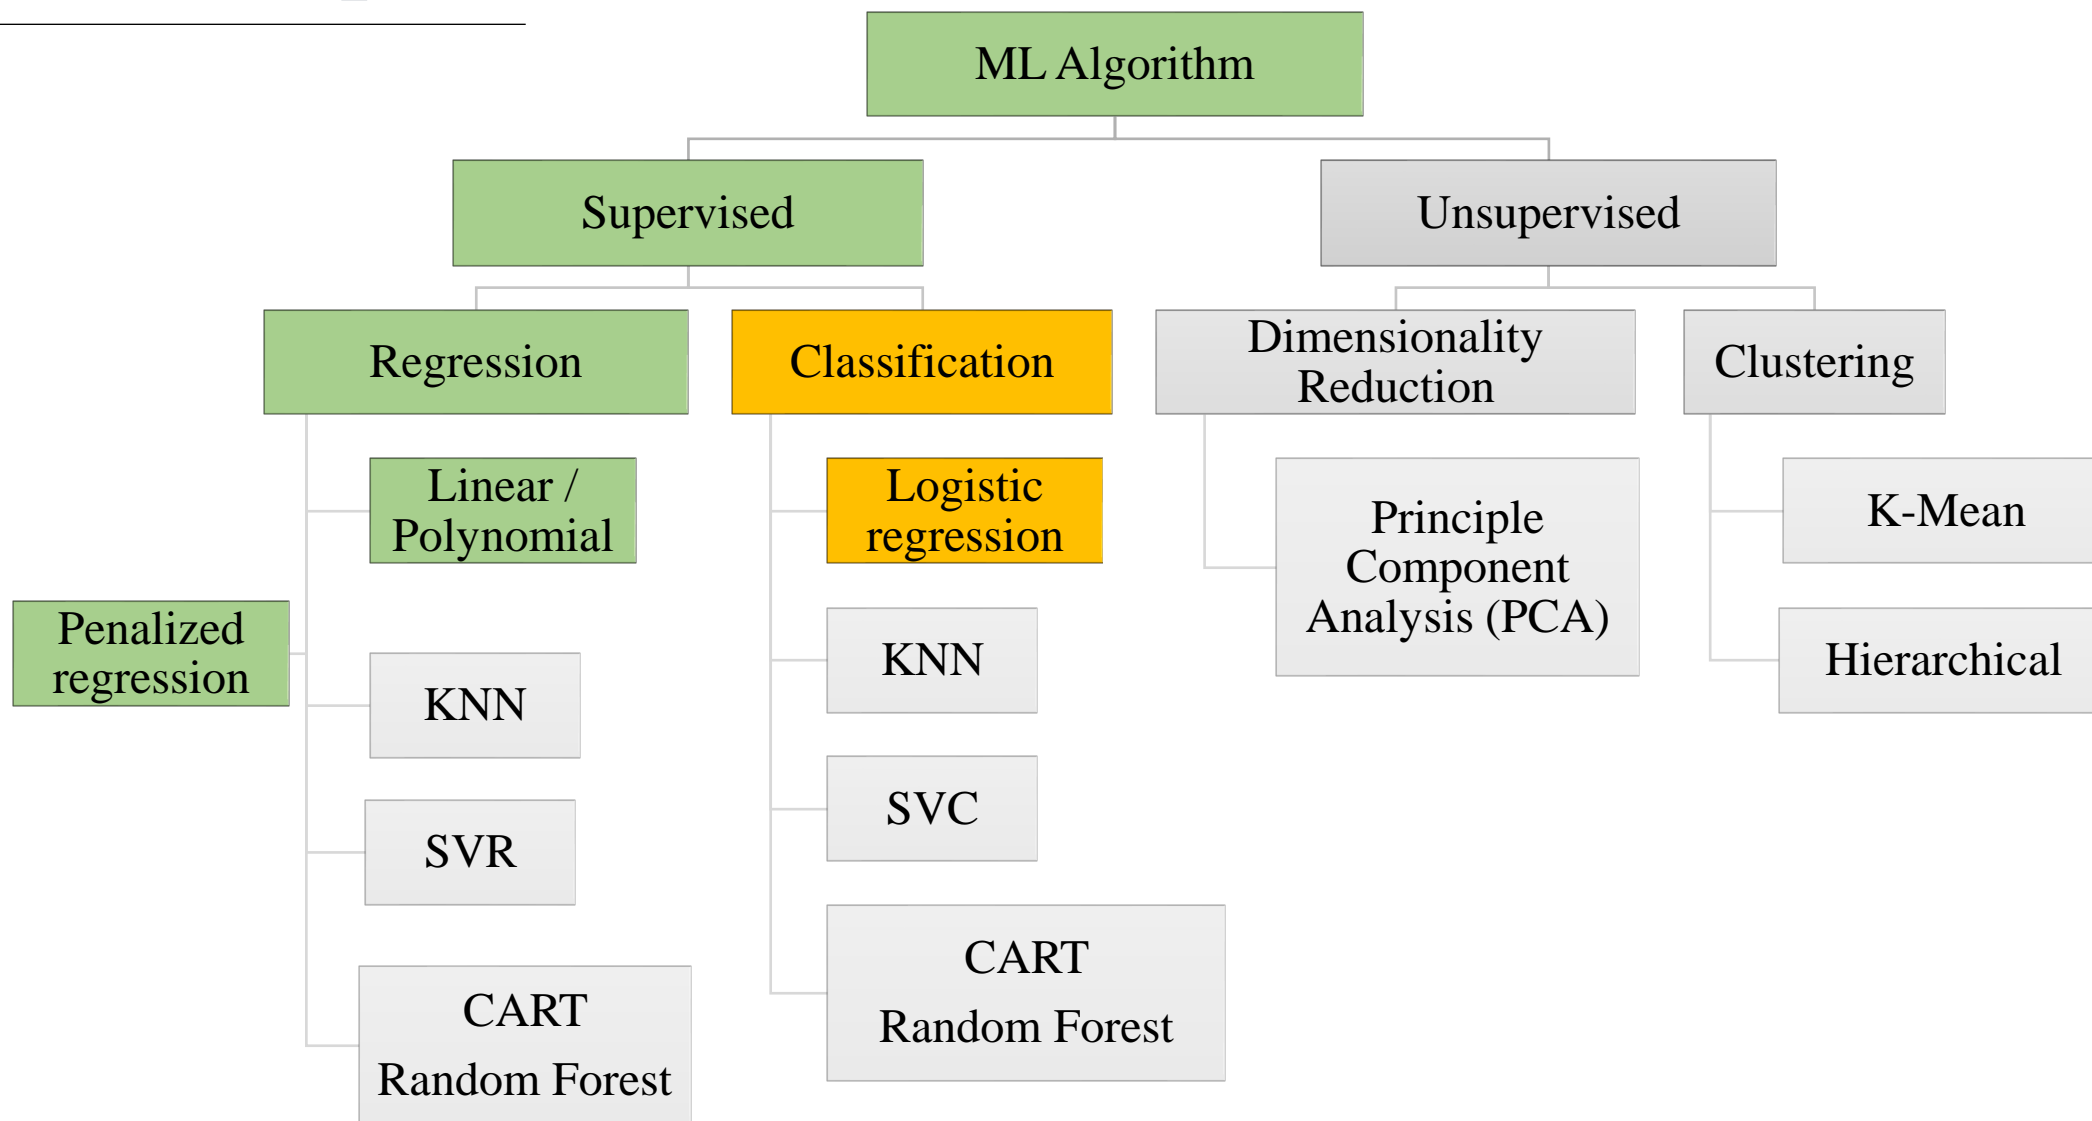 ML Algorithm
Supervised
Unsupervised
Regression
Classification
Dimensionality
Reduction
Clustering
Linear /
Polynomial
Penalized
regression
KNN
SVR
CART
Random Forest
Logistic
regression
KNN
SVC
CART
Random Forest
Principle
Component
Analysis (PCA)
K-Mean
Hierarchical